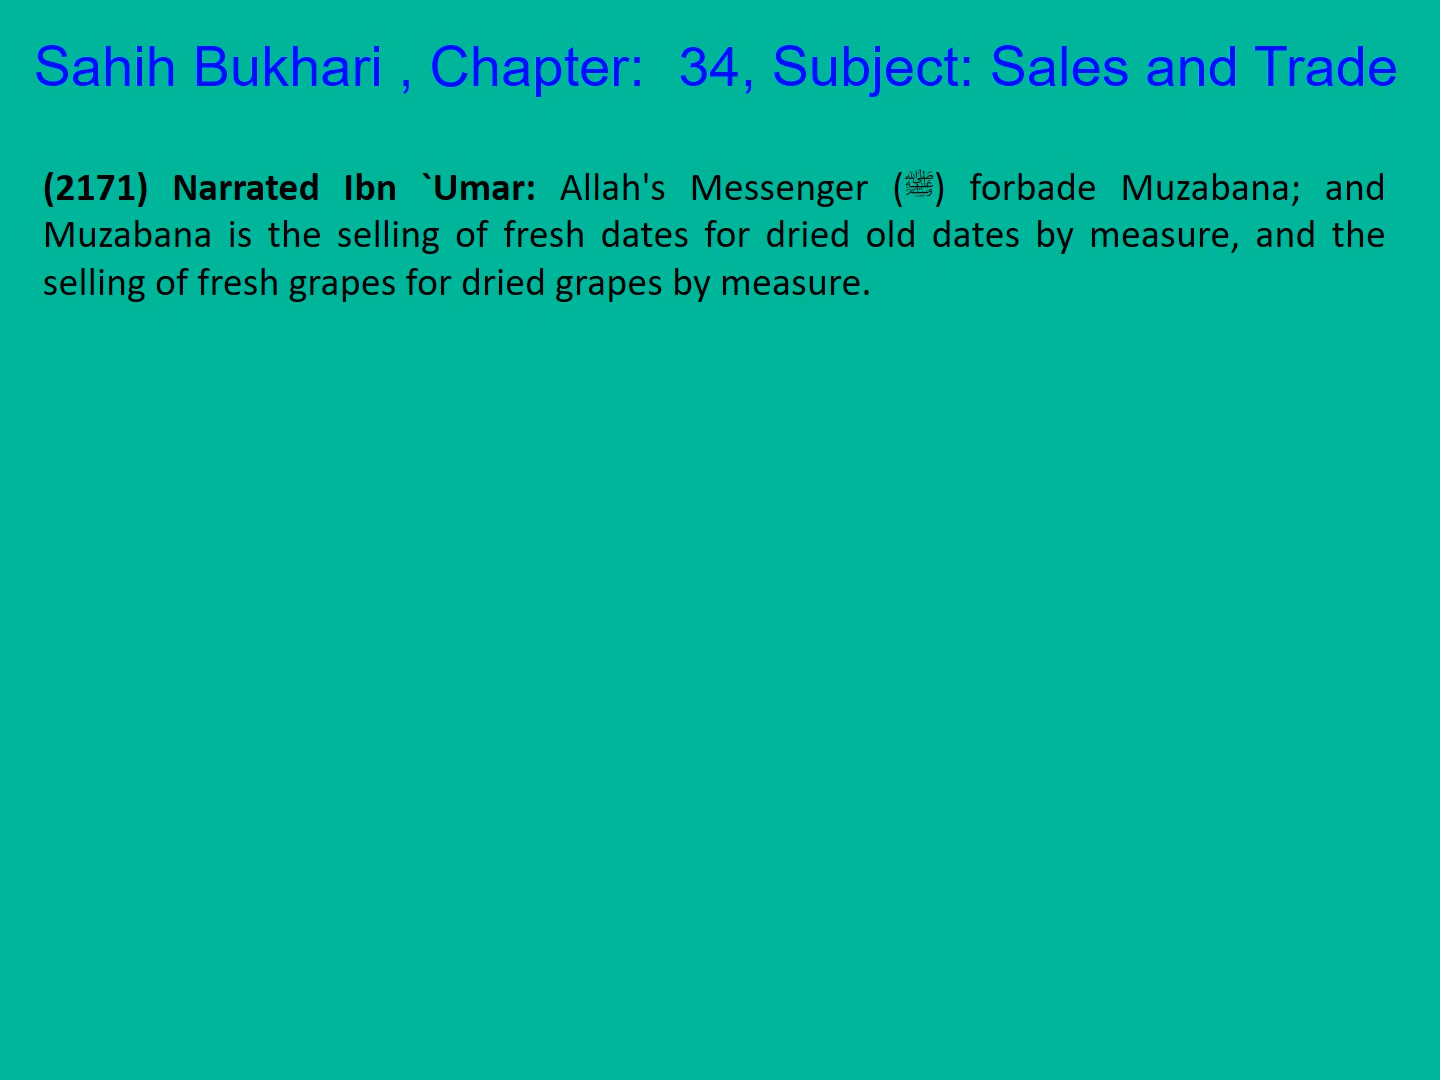 Sahih Bukhari , Chapter:  34, Subject: Sales and Trade
(2171) Narrated Ibn `Umar: Allah's Messenger (ﷺ) forbade Muzabana; and
Muzabana is the selling of fresh dates for dried old dates by measure, and the
selling of fresh grapes for dried grapes by measure.